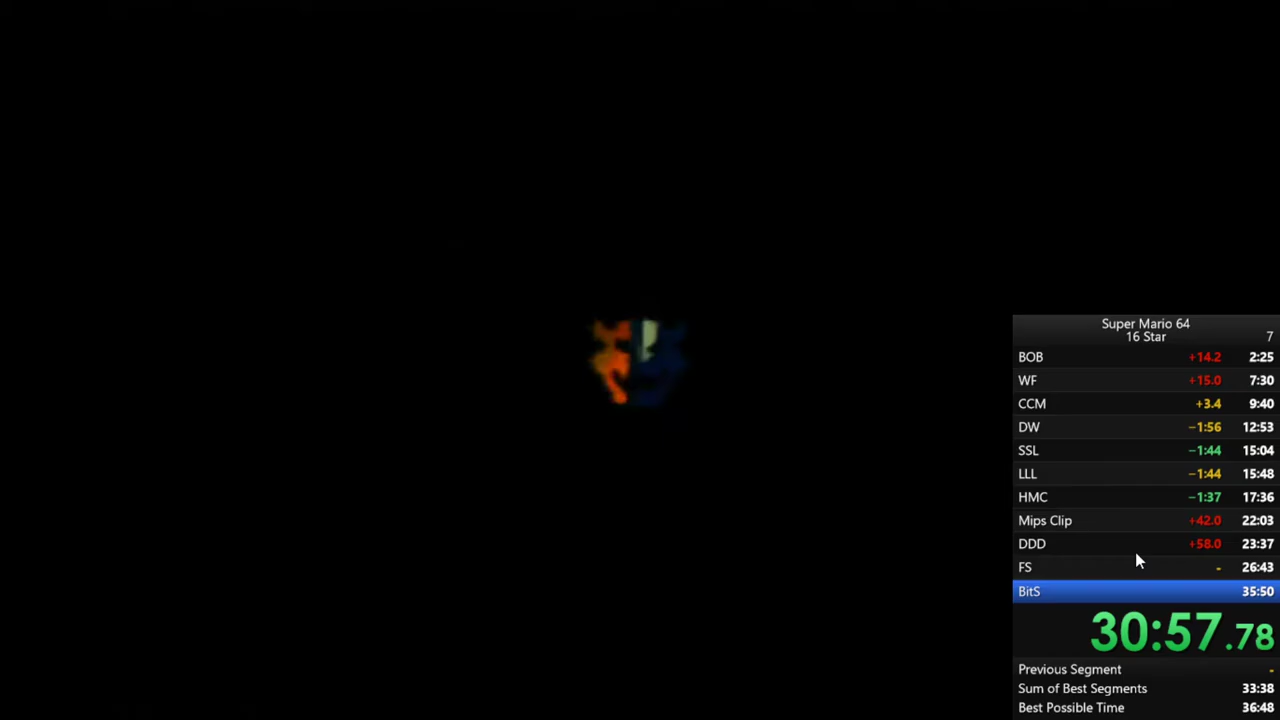 Super Mario 64
16 Star 7
BOB +14.2 2:25
WF +15.0 7:30
CCM +3.4 9:40
DW −1:56 12:53
SSL −1:44 15:04
LLL −1:44 15:48
HMC −1:37 17:36
Mips Clip +42.0 22:03
DDD +58.0 23:37
FS - 26:43
BitS 35:50
30:57.78
Previous Segment -
Sum of Best Segments 33:38
Best Possible Time 36:48